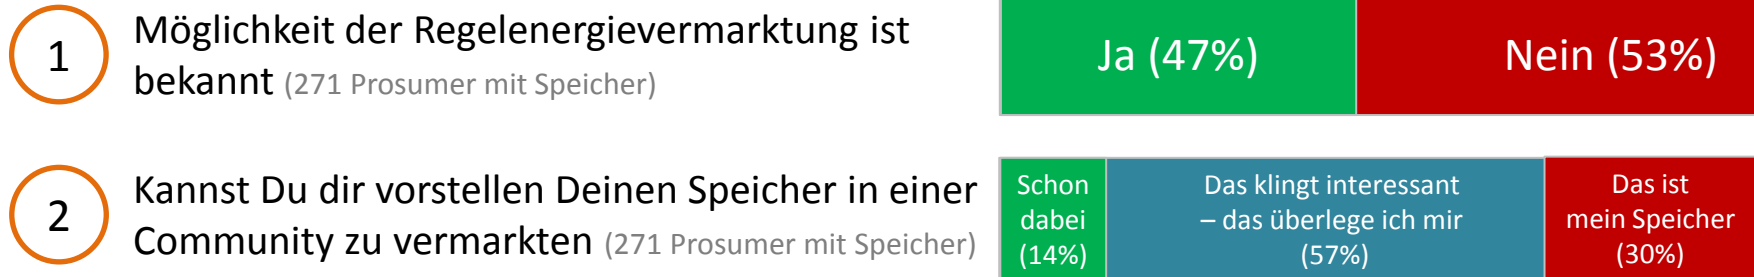 1
Möglichkeit der Regelenergievermarktung ist
bekannt (271 Prosumer mit Speicher)
Ja (47%)
Nein (53%)
2
Kannst Du dir vorstellen Deinen Speicher in einer
Community zu vermarkten (271 Prosumer mit Speicher)
Schon
dabei
(14%)
Das klingt interessant
– das überlege ich mir
(57%)
Das ist
mein Speicher
(30%)